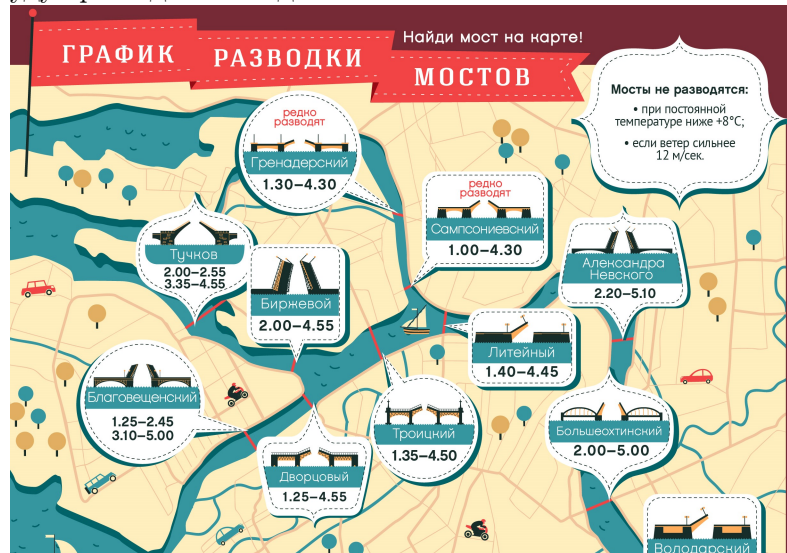 ГРАФИК РАЗВОДКИ МОСТОВ
Найди мост на карте!
Мосты не разводятся:
• при постоянной
температуре ниже +8°С;
• если ветер сильнее
12 м/сек.
редко
разводят
Гренадерский
1.30–4.30
редко
разводят
Сампсониевский
1.00–4.30
Тучков
2.00–2.55
3.35–4.55
Биржевой
2.00–4.55
Александра
Невского
2.20–5.10
Литейный
1.40–4.45
Благовещенский
1.25–2.45
3.10–5.00
Троицкий
1.35–4.50
Большеохтинский
2.00–5.00
Дворцовый
1.25–4.55
Володарский